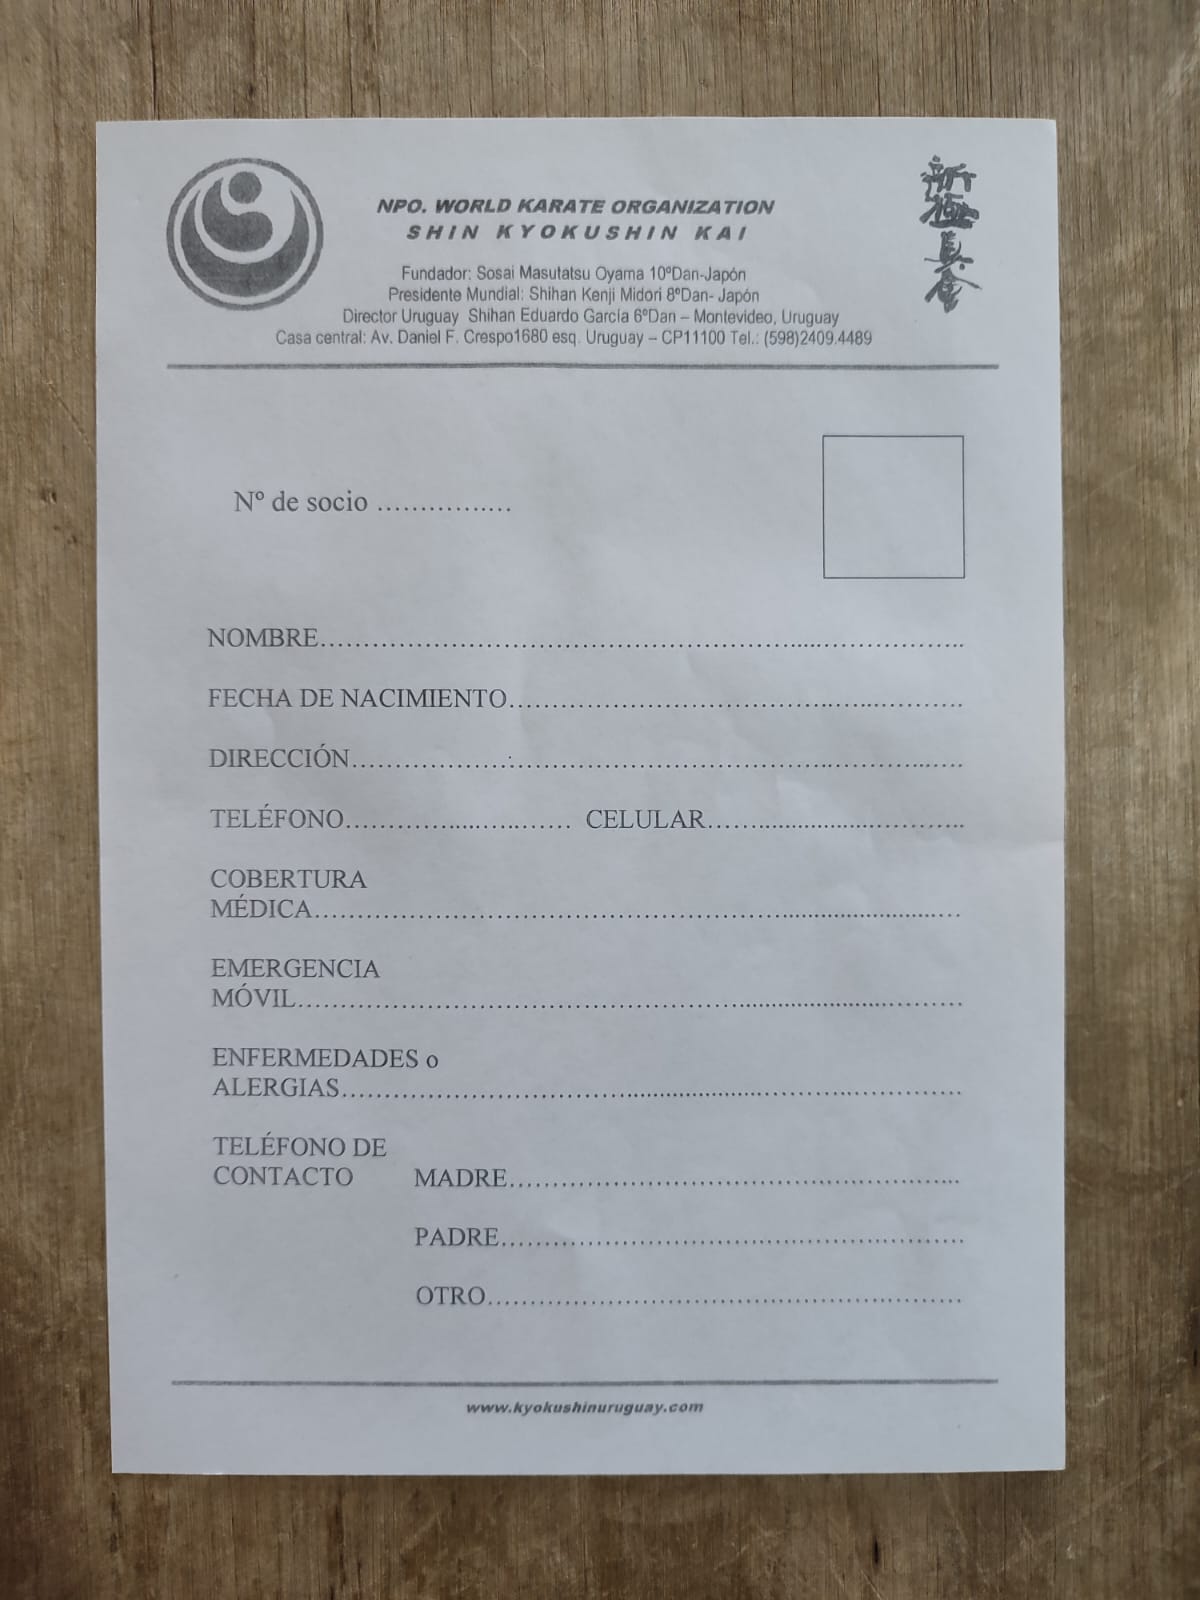 新極真会
NPO. WORLD KARATE ORGANIZATION
SHIN KYOKUSHIN KAI
Fundador: Sosai Masutatsu Oyama 10ºDan-Japón
Presidente Mundial: Shihan Kenji Midori 8ºDan- Japón
Director Uruguay  Shihan Eduardo García 6ºDan – Montevideo, Uruguay
Casa central: Av. Daniel F. Crespo1680 esq. Uruguay – CP11100 Tel.: (598)2409.4489
Nº de socio ................
NOMBRE................................................................................
FECHA DE NACIMIENTO........................................................
DIRECCIÓN............................................................................
TELÉFONO............................ CELULAR................................
COBERTURA
MÉDICA................................................................................
EMERGENCIA
MÓVIL..................................................................................
ENFERMEDADES o
ALERGIAS.............................................................................
TELÉFONO DE
CONTACTO MADRE..............................................................
PADRE..............................................................
OTRO................................................................
www.kyokushinuruguay.com